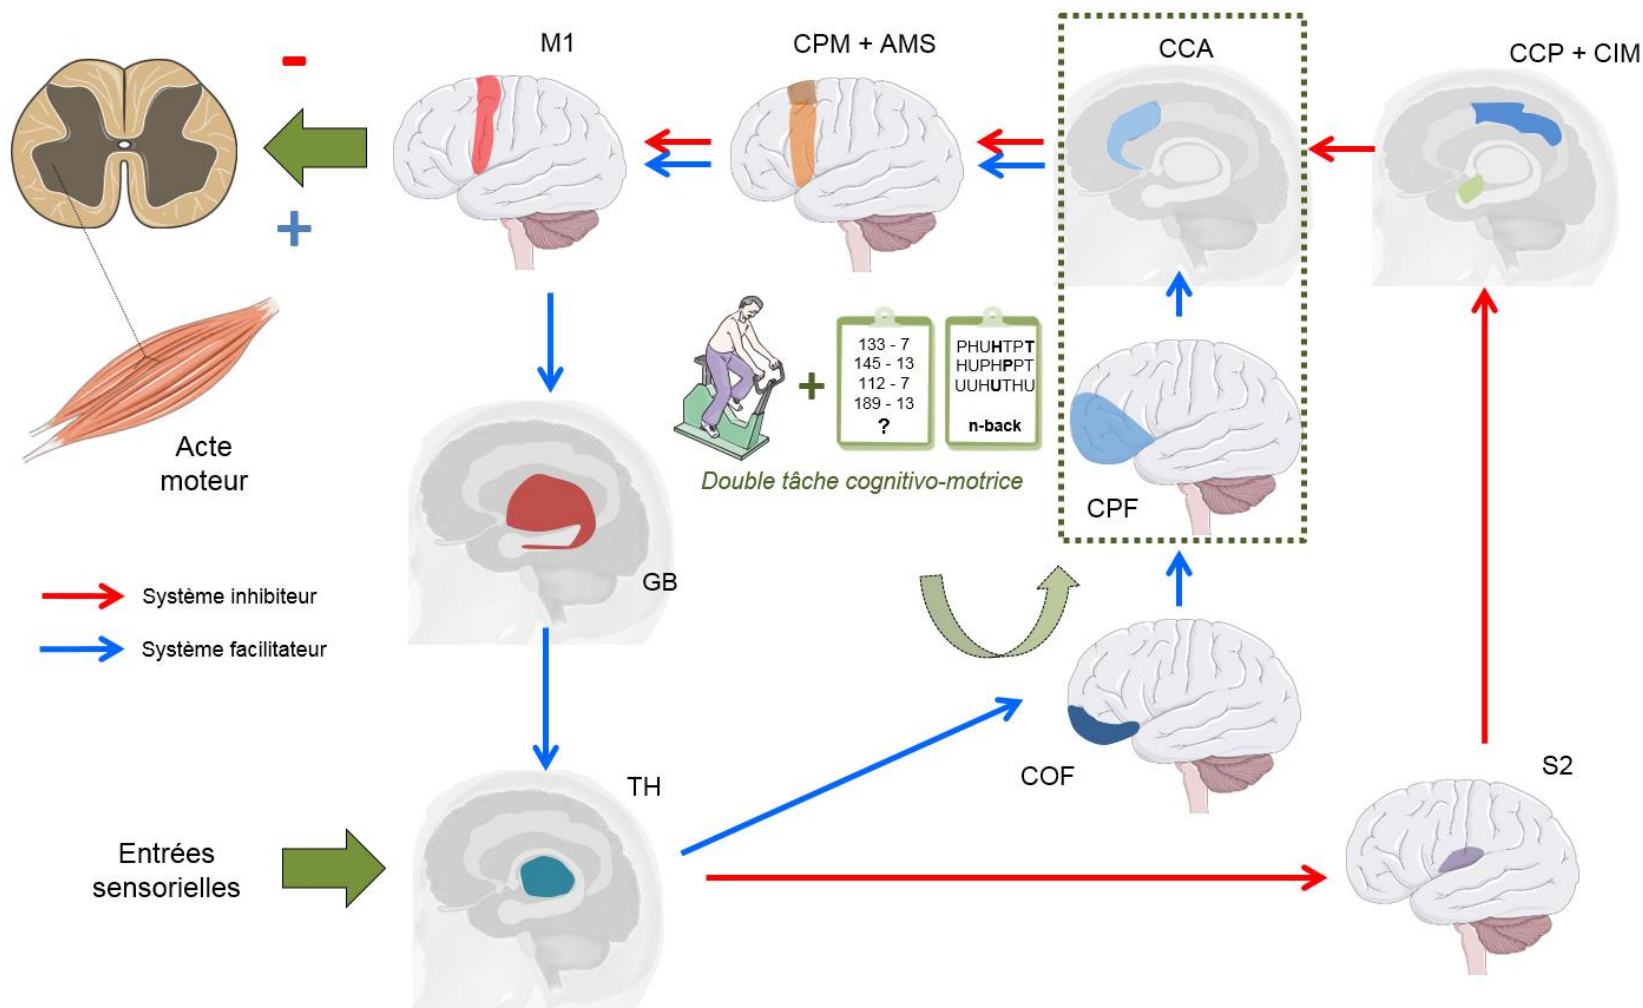 M1
CPM + AMS
CCA
CCP + CIM
-
+
133 - 7
145 - 13
112 - 7
189 - 13
?
PHUHTPT
HUPHPPT
UUHUTHU
n-back
+
Double tâche cognitivo-motrice
Acte
moteur
CPF
GB
Système inhibiteur
Système facilitateur
COF
S2
TH
Entrées
sensorielles